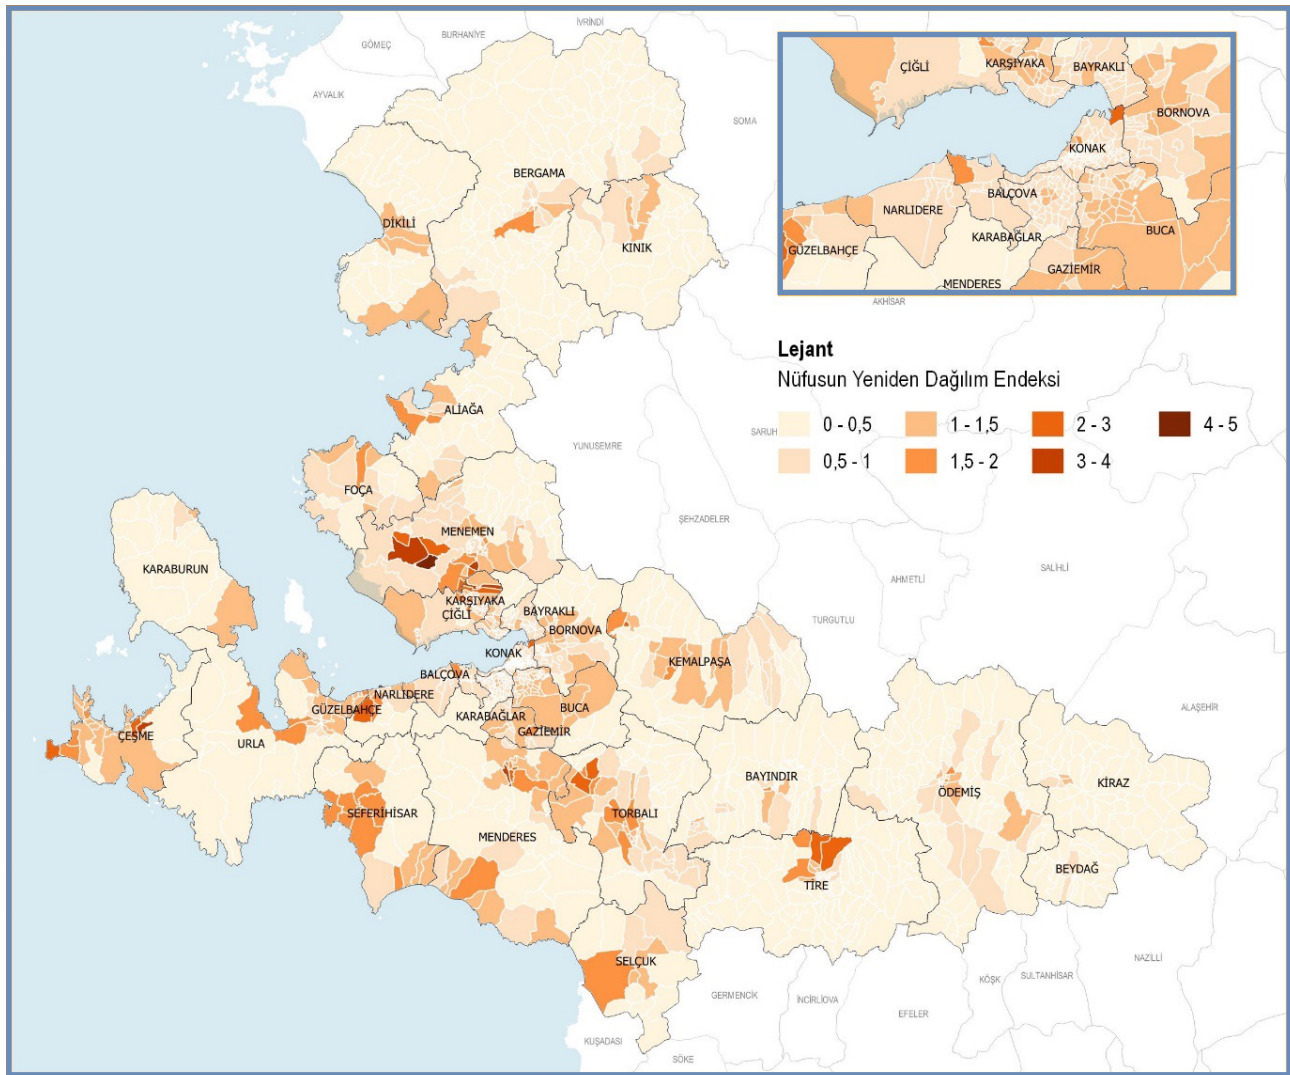 İVRİNDİ
BURHANİYE
GÖMEÇ
AYVALIK
SOMA
BERGAMA
DİKİLİ
KINIK
ÇİĞLİ
KARŞIYAKA
BAYRAKLI
BORNOVA
KONAK
BALÇOVA
NARLIDERE
KARABAĞLAR
BUCA
GÜZELBAHÇE
GAZİEMİR
MENDERES
AKHİSAR
Lejant
Nüfusun Yeniden Dağılım Endeksi
0 - 0,5
1 - 1,5
2 - 3
4 - 5
0,5 - 1
1,5 - 2
3 - 4
SARUH
ALİAĞA
YUNUSEMRE
FOÇA
ŞEHZADELER
MENEMEN
KARABURUN
SALİHLİ
AHMETLİ
KARŞIYAKA
ÇİĞLİ
BAYRAKLI
TURGUTLU
BORNOVA
KONAK
KEMALPAŞA
BALÇOVA
NARLIDERE
GÜZELBAHÇE
BUCA
ALAŞEHİR
KARABAĞLAR
ÇEŞME
GAZİEMİR
URLA
BAYINDIR
KİRAZ
ÖDEMİŞ
SEFERİHİSAR
TORBALI
MENDERES
BEYDAĞ
TİRE
NAZİLLİ
SELÇUK
SULTANHİSAR
KÖŞK
GERMENCİK
İNCİRLİOVA
EFELER
KUŞADASI
SÖKE